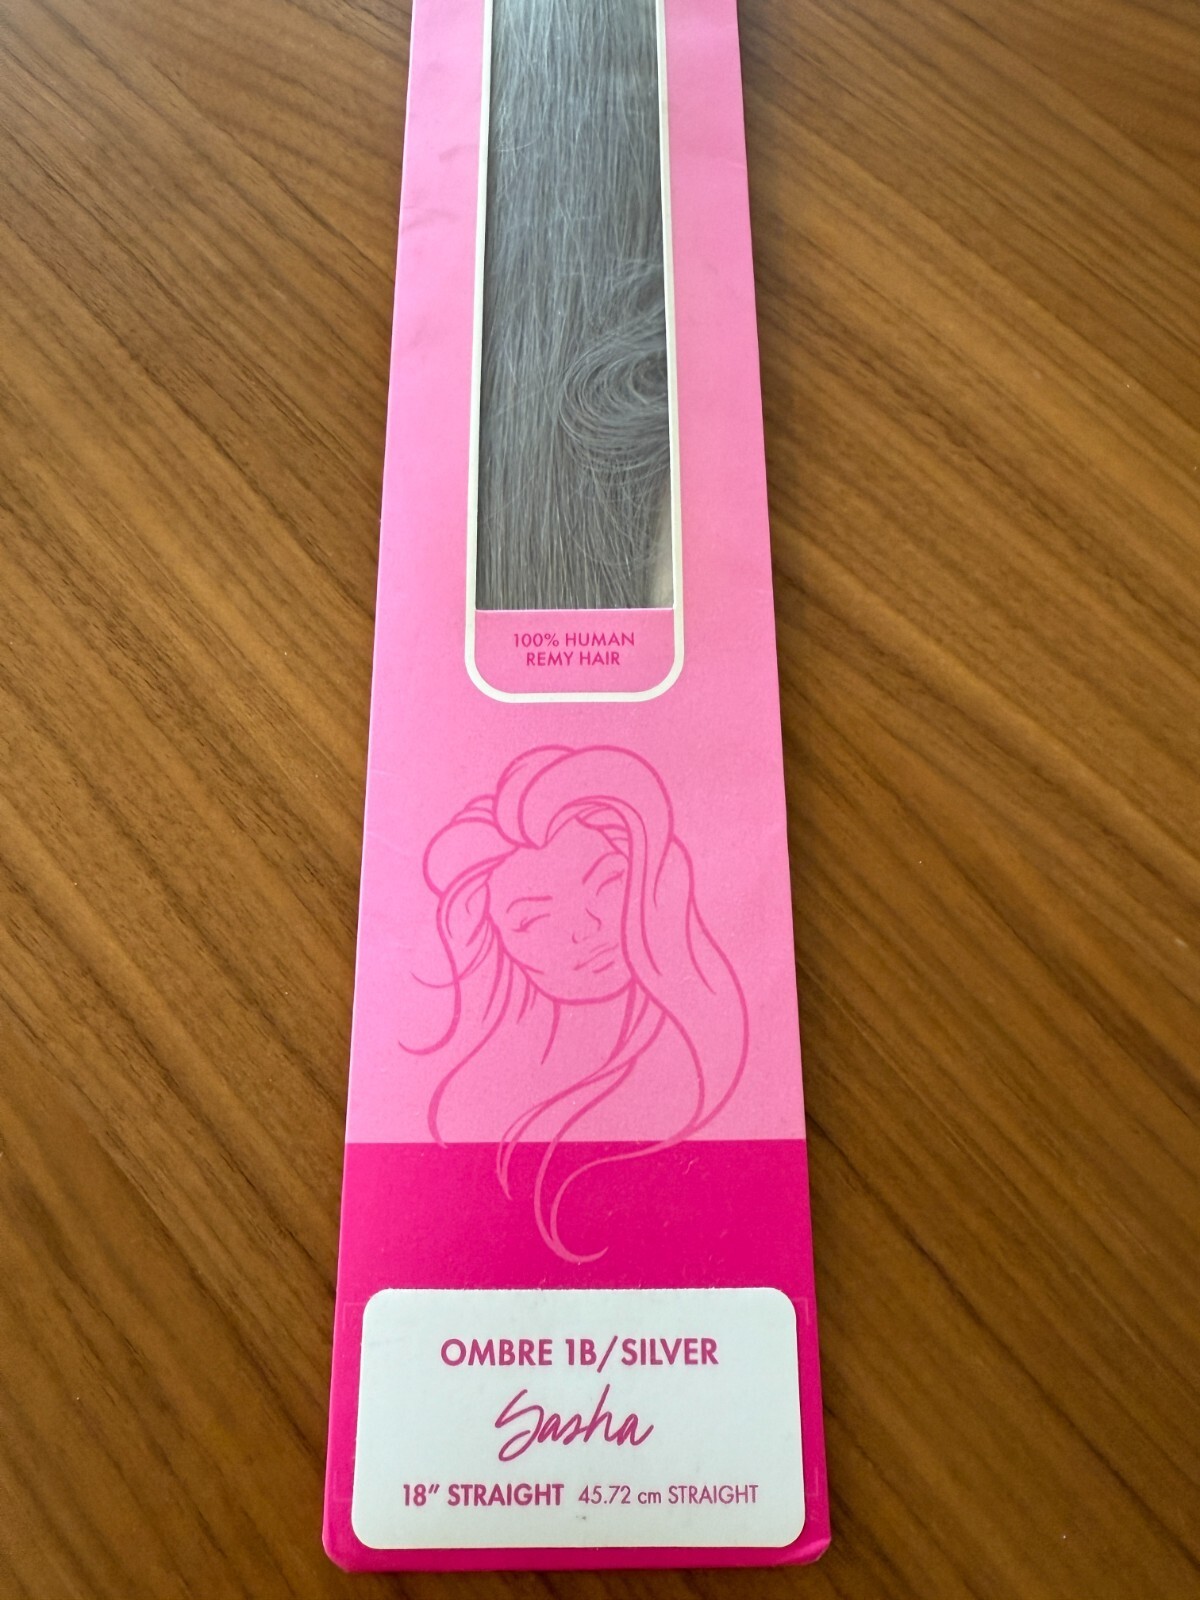 100% HUMAN
REMY HAIR
OMBRE 1B/SILVER
Sasha
18" STRAIGHT 45.72 cm STRAIGHT